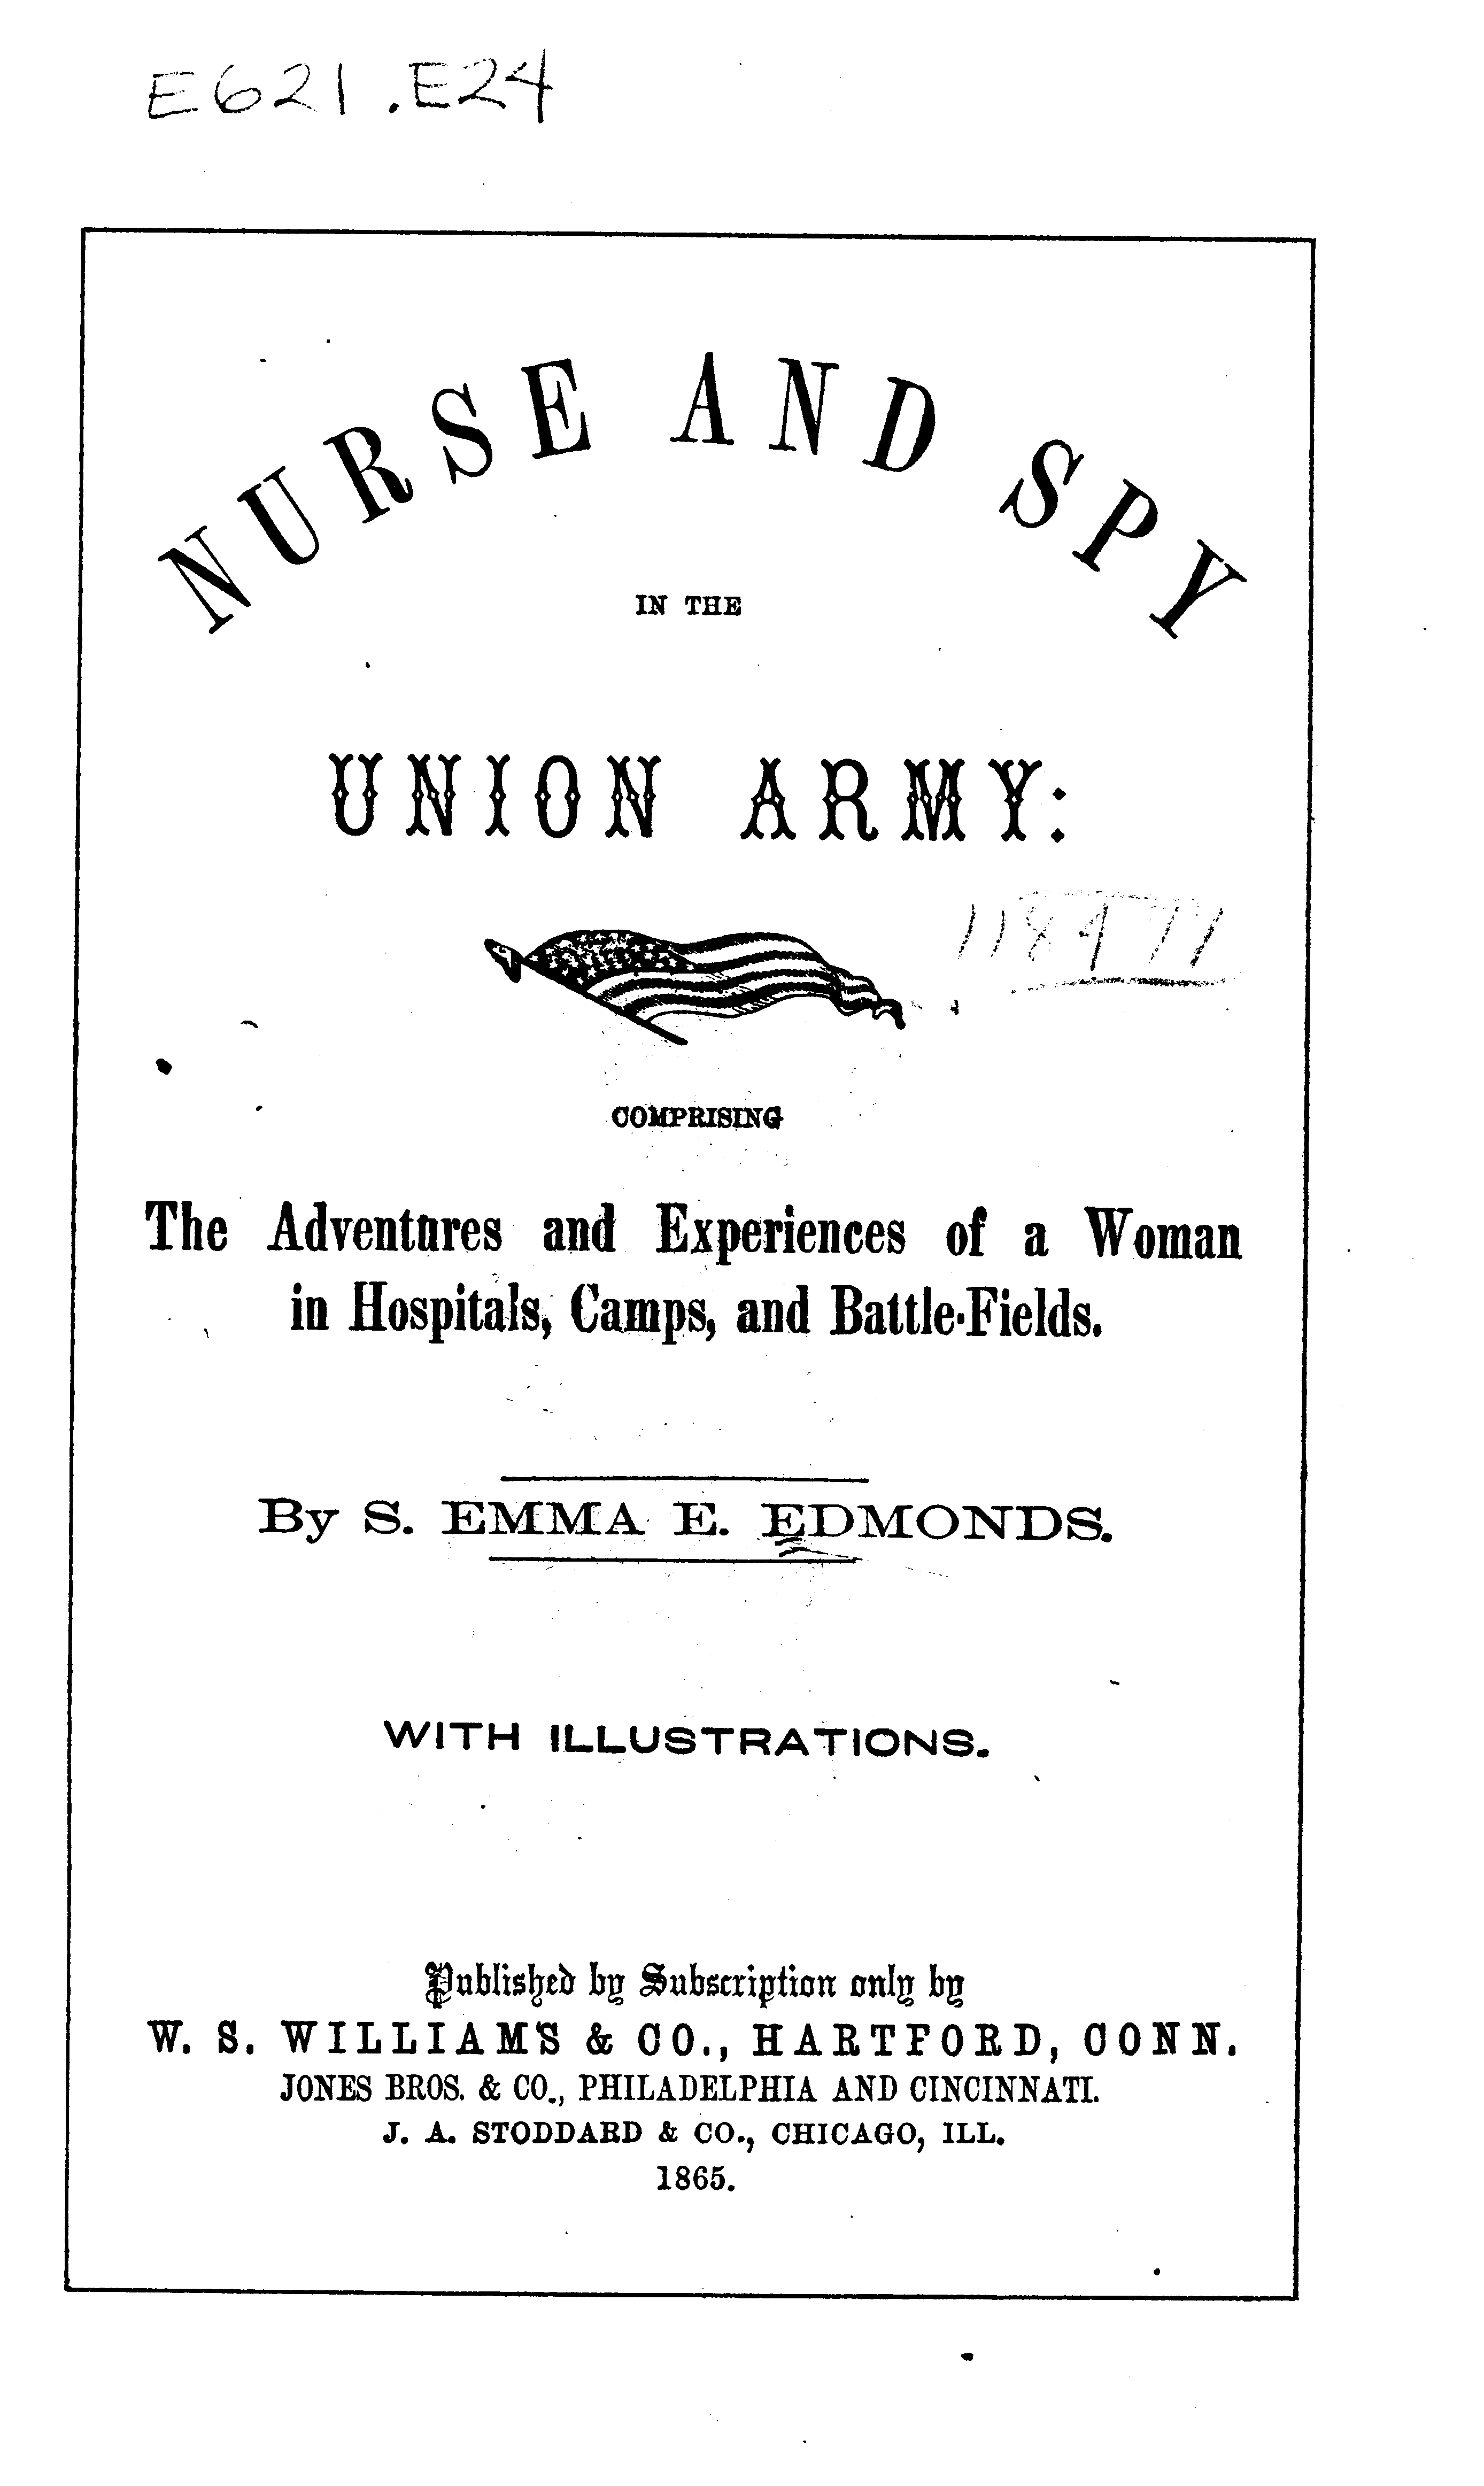 E621 .E24
NURSE AND SPY
IN THE
UNION ARMY:
COMPRISING
The Adventures and Experiences of a Woman
in Hospitals, Camps, and Battle-Fields.
By S. EMMA E. EDMONDS.
WITH ILLUSTRATIONS.
Published by Subscription only by
W. S. WILLIAMS & CO., HARTFORD, CONN.
JONES BROS. & CO., PHILADELPHIA AND CINCINNATI.
J. A. STODDARD & CO., CHICAGO, ILL.
1865.